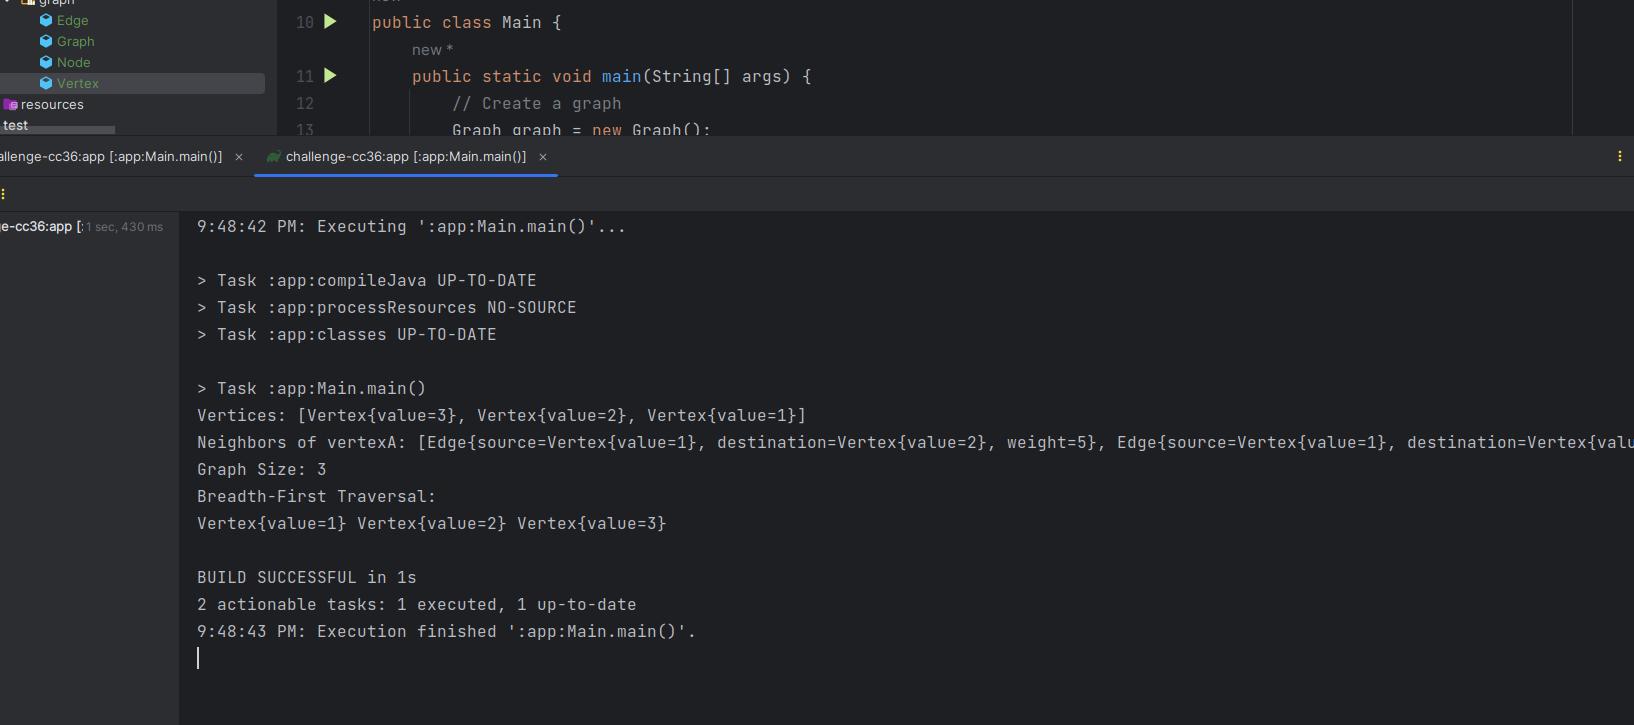 graph
Edge
Graph
Node
Vertex
resources
test
10 public class Main {
new *
11 public static void main(String[] args) {
12 // Create a graph
13 Graph graph = new Graph();
allenge-cc36:app [:app:Main.main()] ×
challenge-cc36:app [:app:Main.main()] ×
ge-cc36:app [: 1 sec, 430 ms
9:48:42 PM: Executing ':app:Main.main()'...
> Task :app:compileJava UP-TO-DATE
> Task :app:processResources NO-SOURCE
> Task :app:classes UP-TO-DATE
> Task :app:Main.main()
Vertices: [Vertex{value=3}, Vertex{value=2}, Vertex{value=1}]
Neighbors of vertexA: [Edge{source=Vertex{value=1}, destination=Vertex{value=2}, weight=5}, Edge{source=Vertex{value=1}, destination=Vertex{valu
Graph Size: 3
Breadth-First Traversal:
Vertex{value=1} Vertex{value=2} Vertex{value=3}
BUILD SUCCESSFUL in 1s
2 actionable tasks: 1 executed, 1 up-to-date
9:48:43 PM: Execution finished ':app:Main.main()'.